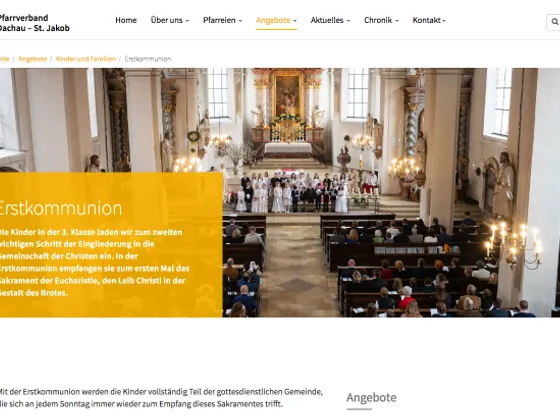 Pfarrverband
Dachau – St. Jakob
Home Über uns Pfarreien Angebote Aktuelles Chronik Kontakt
eite / Angebote / Kinder und Familien / Erstkommunion
Erstkommunion
Die Kinder in der 3. Klasse laden wir zum zweiten
wichtigen Schritt der Eingliederung in die
Gemeinschaft der Christen ein. In der
Erstkommunion empfangen sie zum ersten Mal das
Sakrament der Eucharistie, den Leib Christi in der
Gestalt des Brotes.
Mit der Erstkommunion werden die Kinder vollständig Teil der gottesdienstlichen Gemeinde,
die sich an jedem Sonntag immer wieder zum Empfang dieses Sakramentes trifft.
Angebote